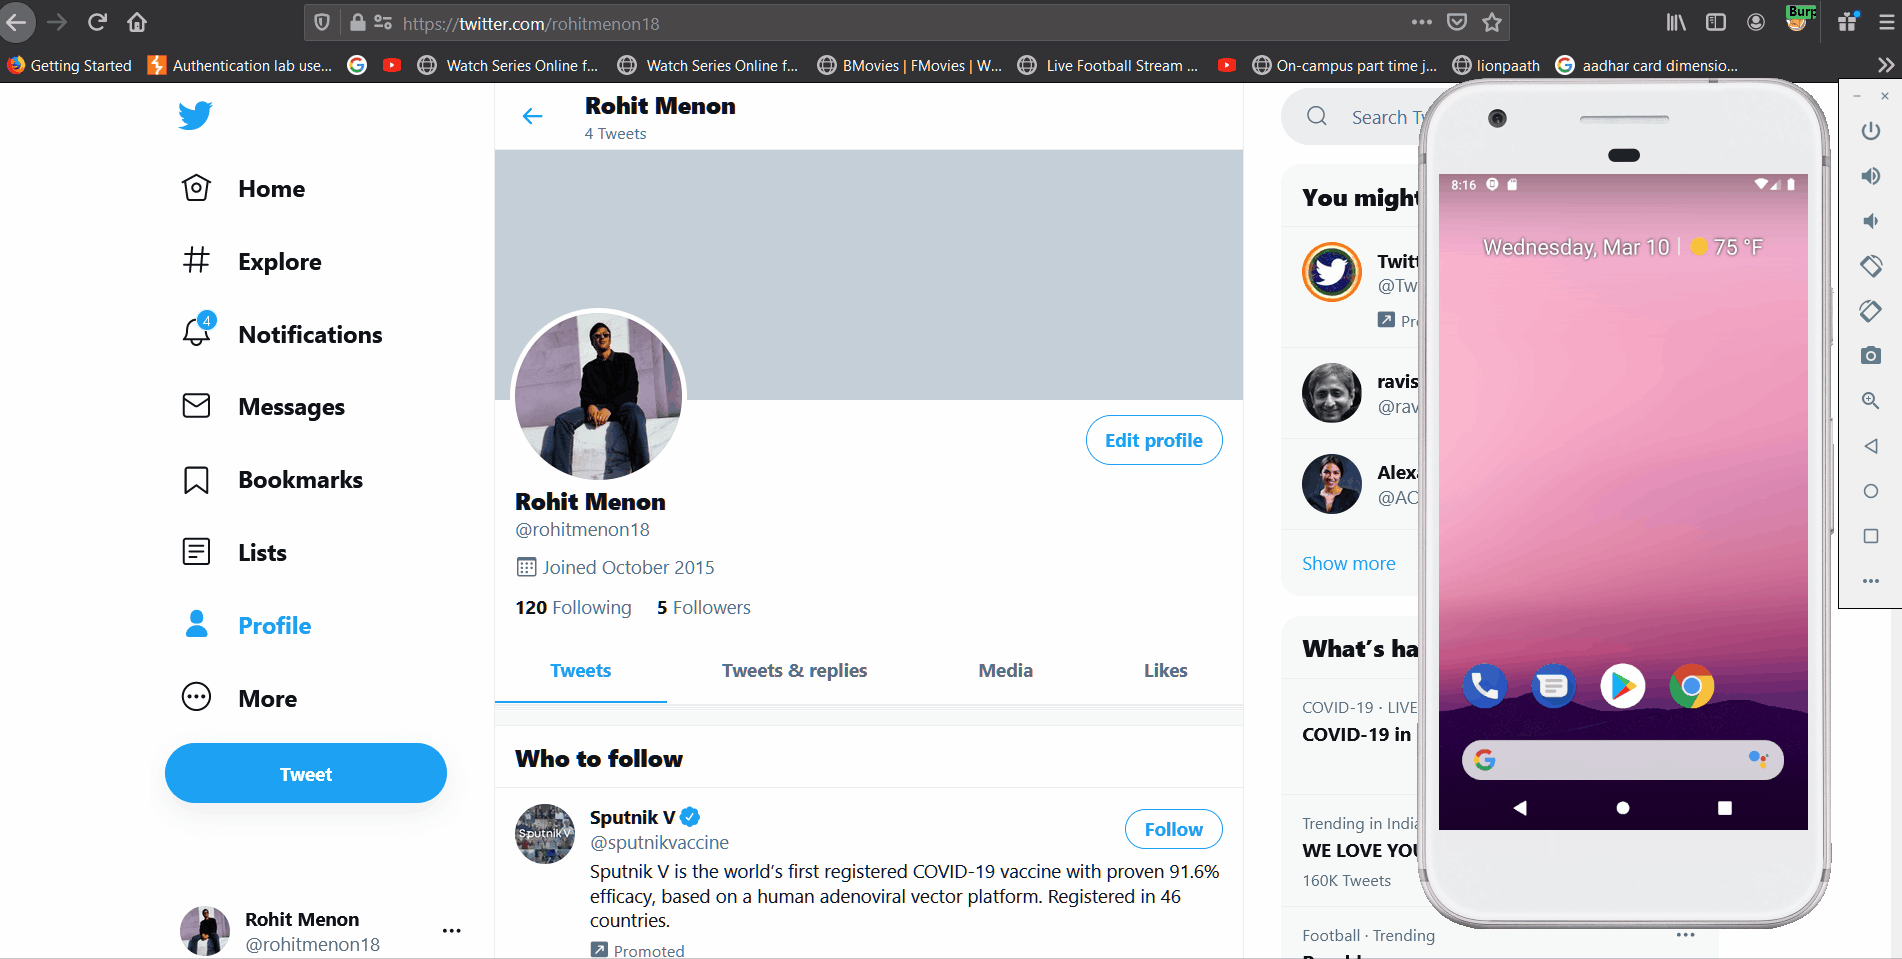 Burp
https://twitter.com/rohitmenon18
Getting Started
Authentication lab use...
Watch Series Online f...
Watch Series Online f...
BMovies | FMovies | W...
Live Football Stream ...
On-campus part time j...
lionpaath
aadhar card dimensio...
Home
Explore
4
Notifications
Messages
Bookmarks
Lists
Profile
More
Tweet
Rohit Menon
@rohitmenon18
Rohit Menon
4 Tweets
Edit profile
Rohit Menon
@rohitmenon18
Joined October 2015
120 Following 5 Followers
Tweets
Tweets & replies
Media
Likes
Who to follow
Sputnik V
Sputnik V
@sputnikvaccine
Follow
Sputnik V is the world's first registered COVID-19 vaccine with proven 91.6%
efficacy, based on a human adenoviral vector platform. Registered in 46
countries.
Promoted
Search Tw
You might
Twitt
@Tw
Pro
ravis
@rav
Alexa
@AO
Show more
What's ha
COVID-19 · LIVE
COVID-19 in
Trending in India
WE LOVE YOU
160K Tweets
Football · Trending
8:16
Wednesday, Mar 10 | 75 °F